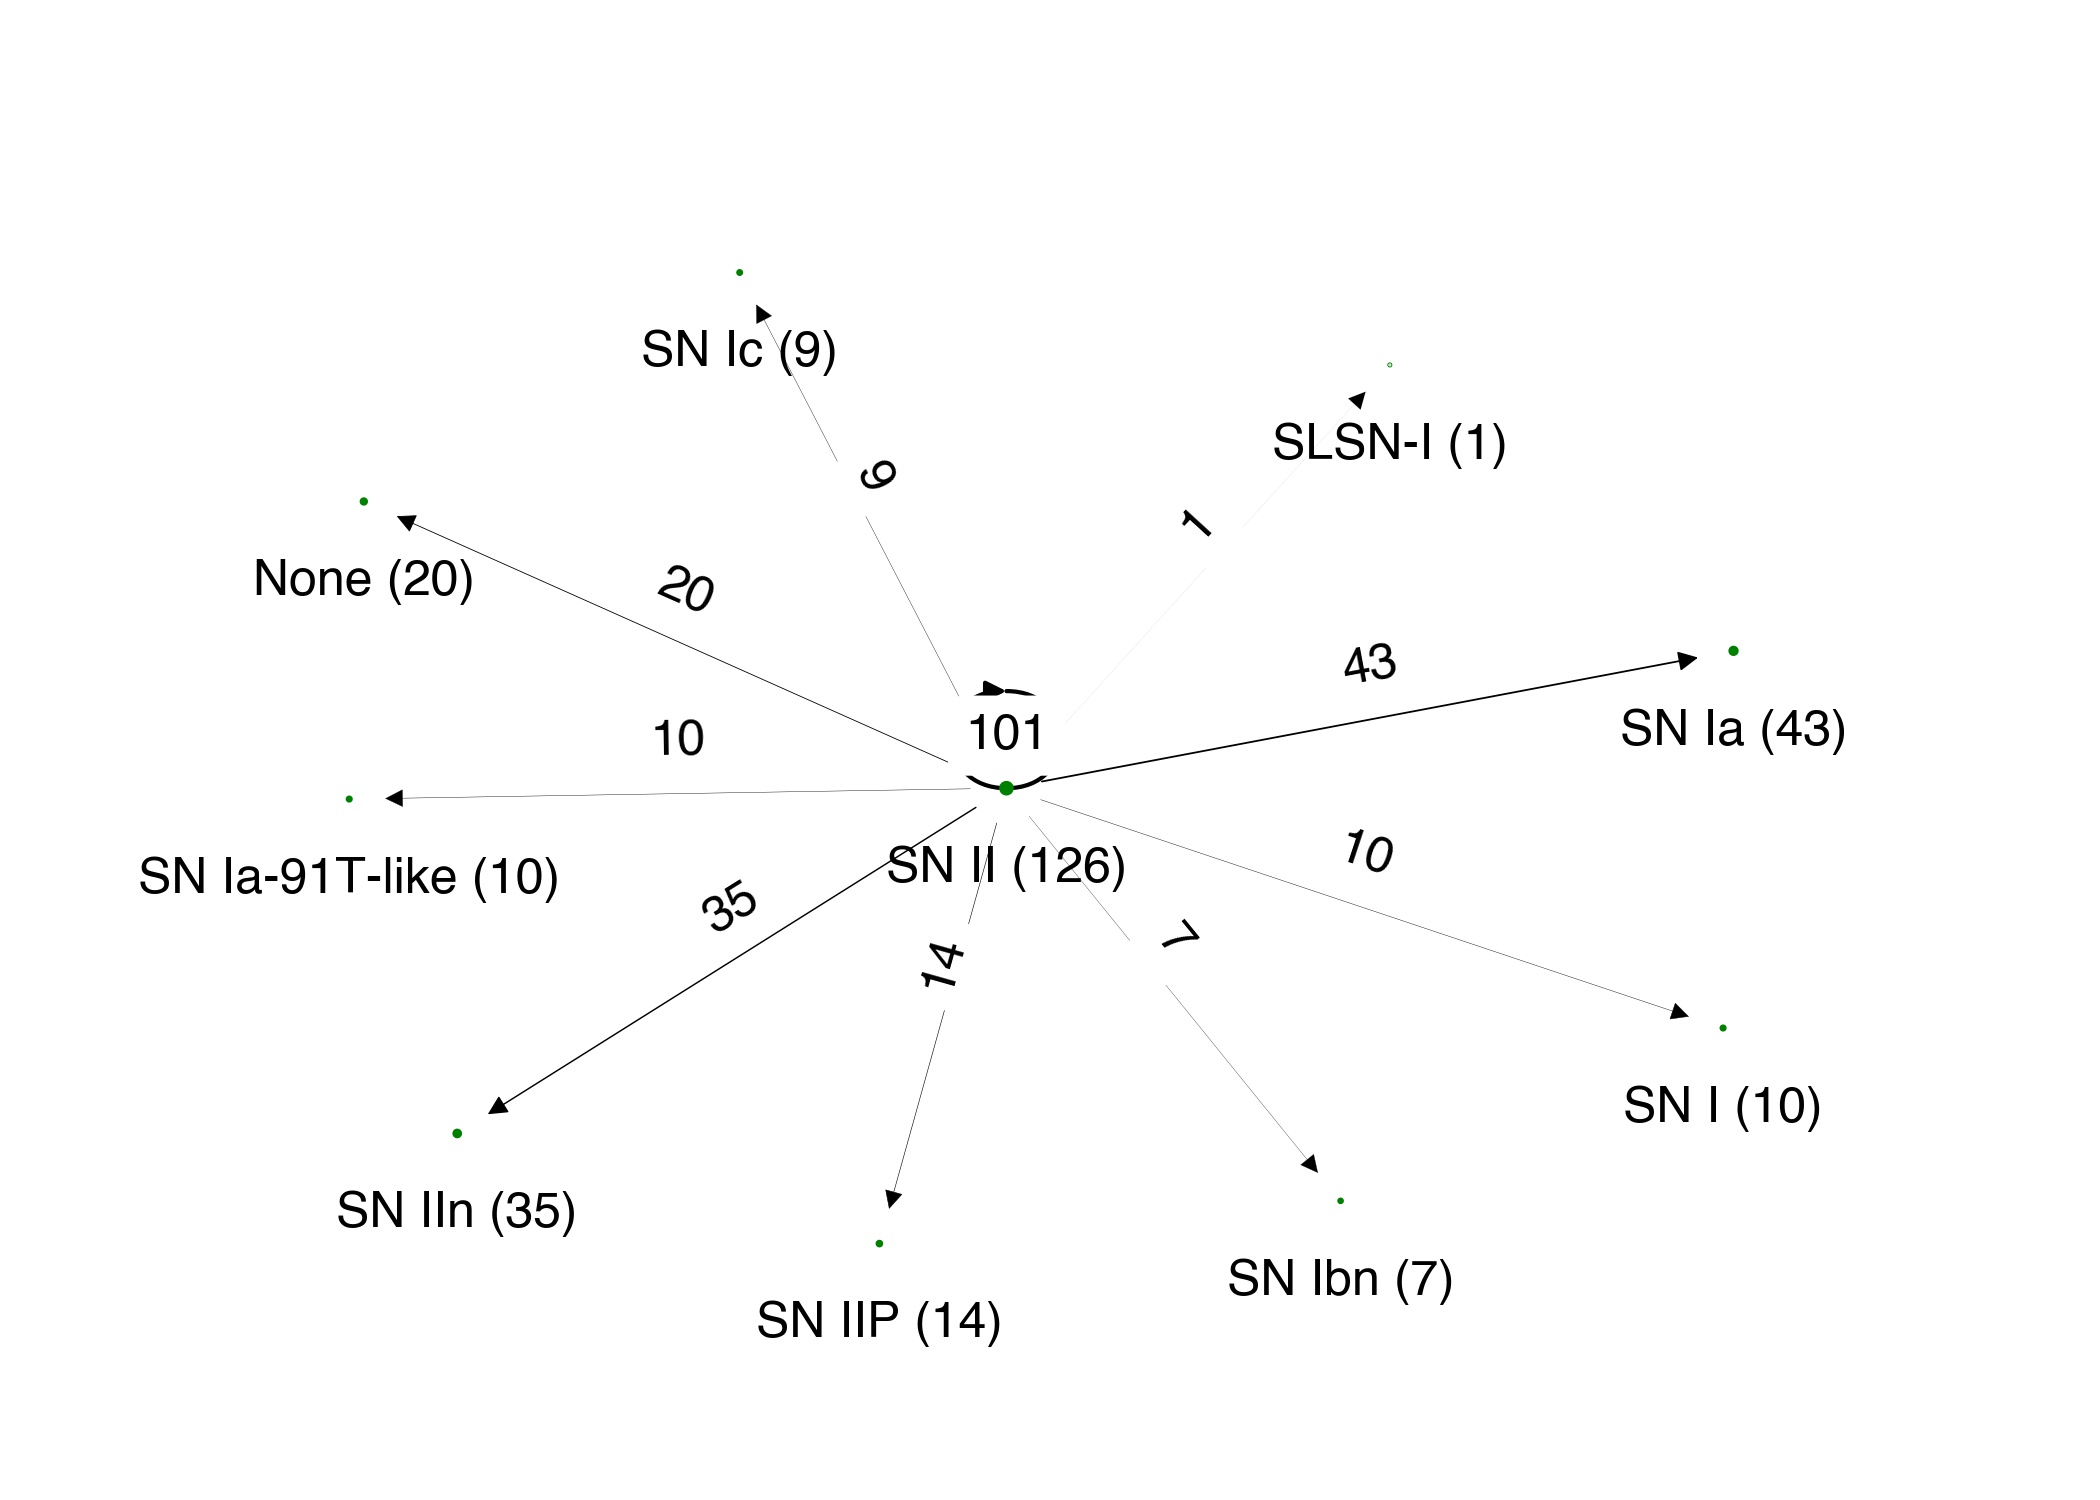 SN Ic (9)
SLSN-I (1)
9
1
None (20)
20
43
SN Ia (43)
10
101
SN Ia-91T-like (10)
35
SN II (126)
10
14
7
SN I (10)
SN IIn (35)
SN IIP (14)
SN Ibn (7)